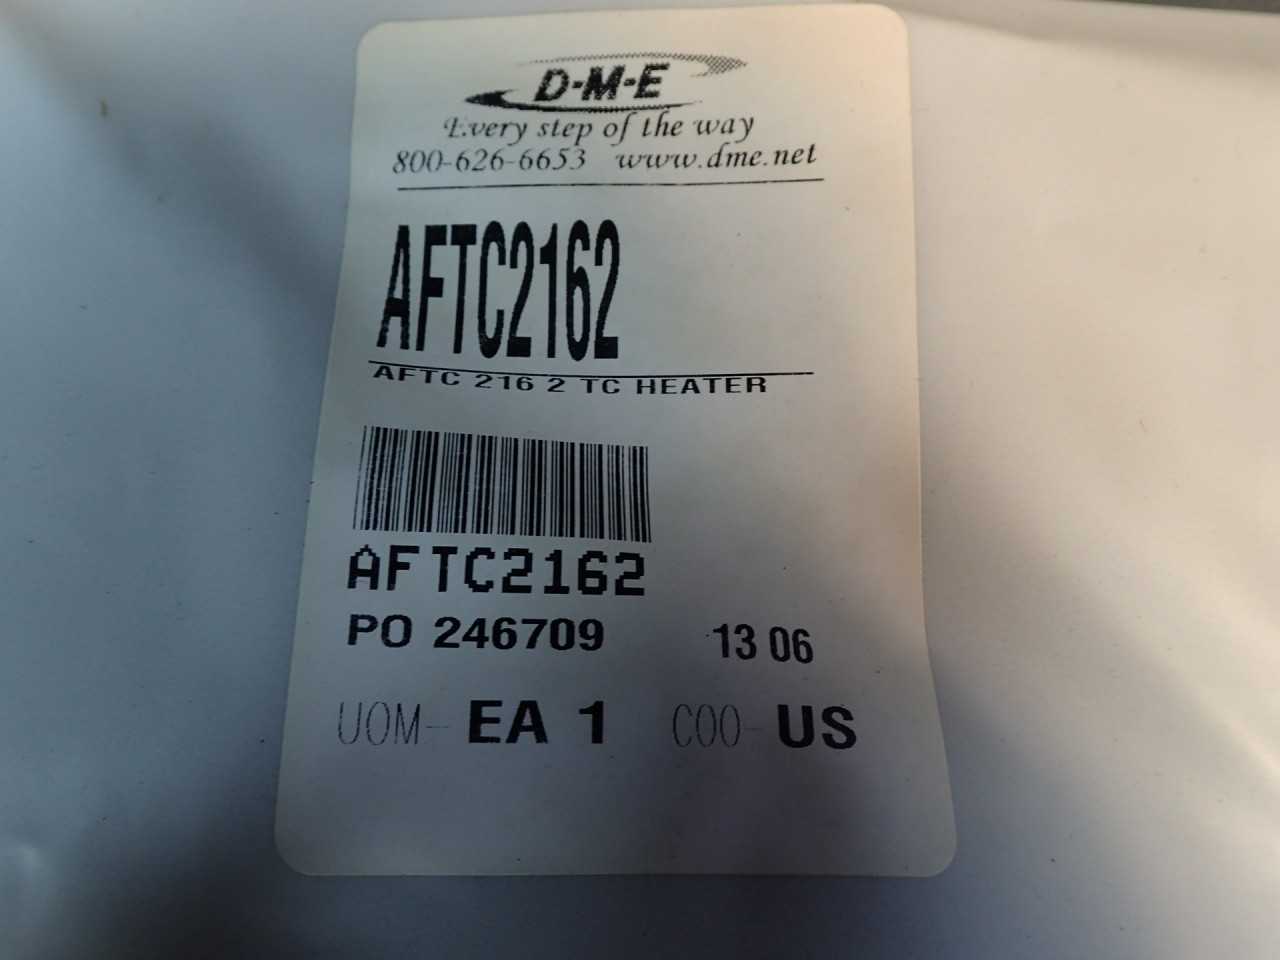 D-M-E
Every step of the way
800-626-6653 www.dme.net
AFTC2162
AFTC 216 2 TC HEATER
AFTC2162
PO 246709 13 06
UOM- EA 1 COO- US